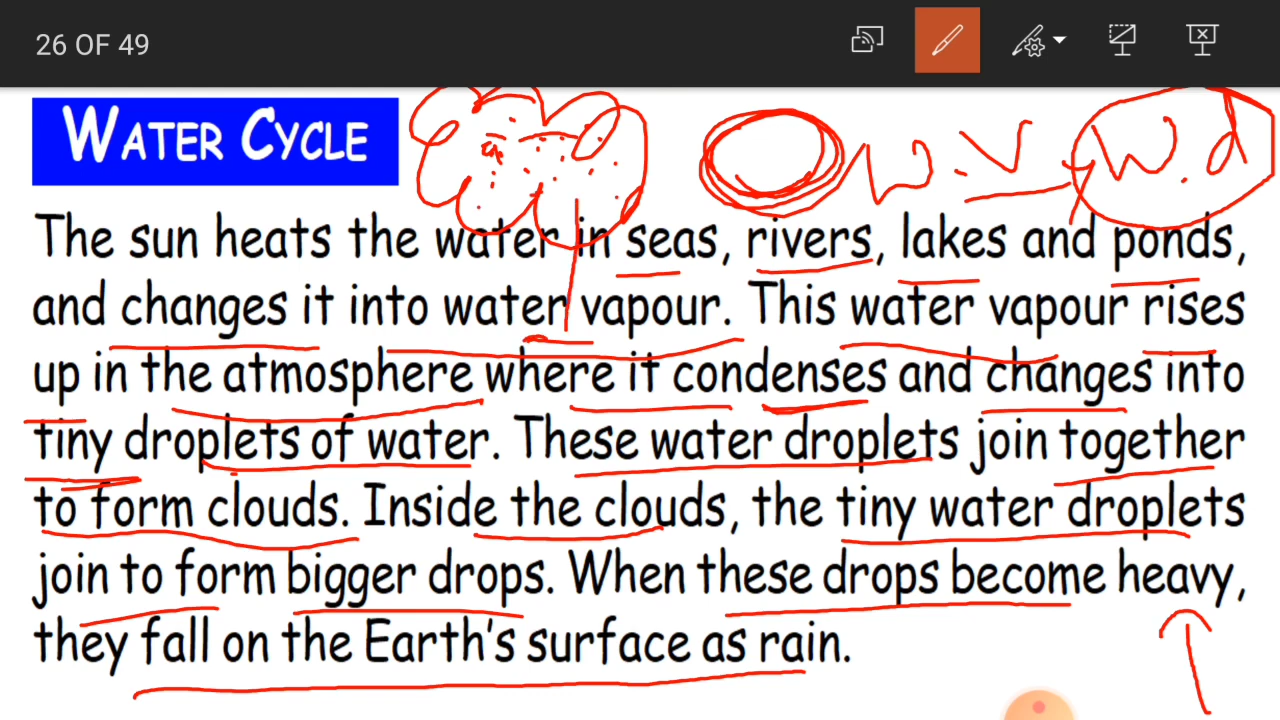 26 OF 49
WATER CYCLE
W.V → W.d
The sun heats the water in seas, rivers, lakes and ponds,
and changes it into water vapour. This water vapour rises
up in the atmosphere where it condenses and changes into
tiny droplets of water. These water droplets join together
to form clouds. Inside the clouds, the tiny water droplets
join to form bigger drops. When these drops become heavy,
they fall on the Earth's surface as rain.